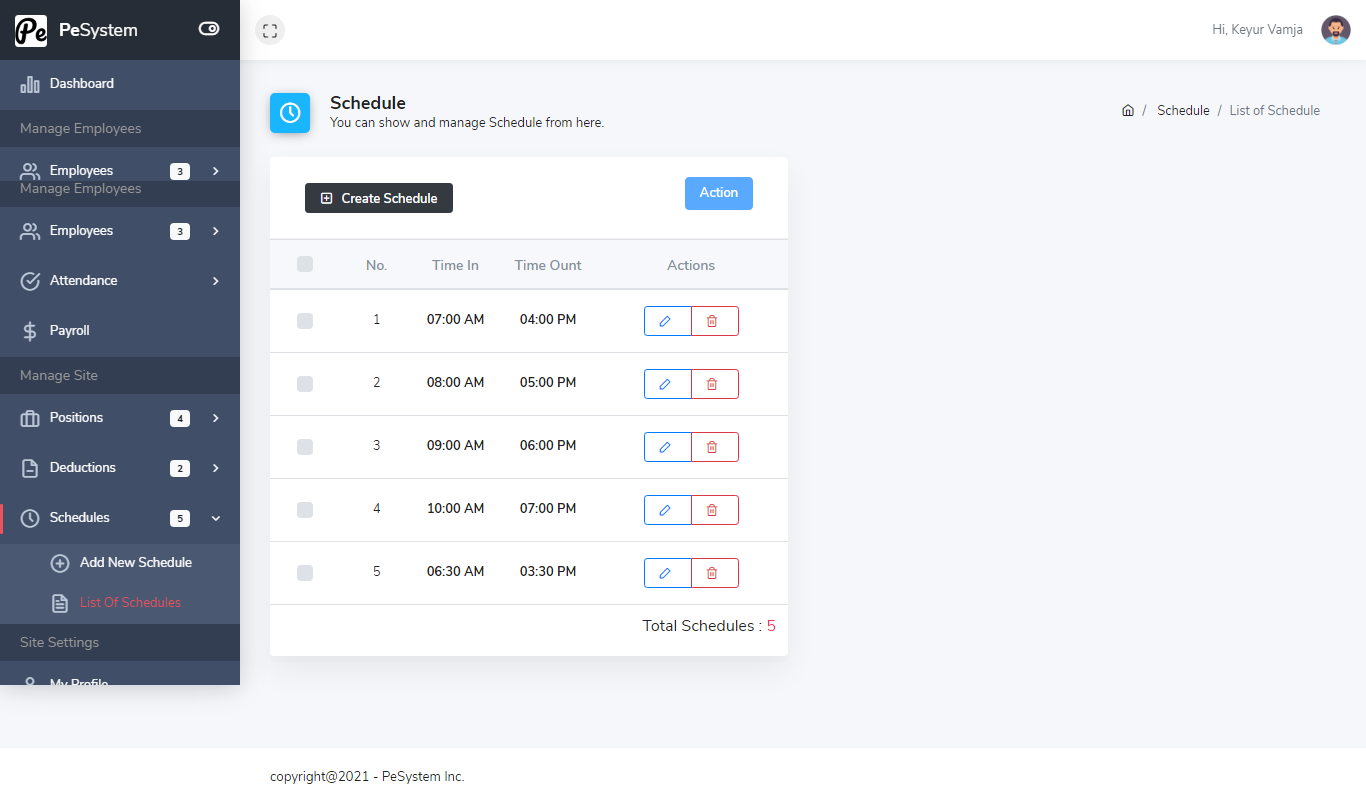 Pe PeSystem
Hi, Keyur Vamja
Dashboard
Manage Employees
Employees 3
Manage Employees
Employees 3
Attendance
Payroll
Manage Site
Positions 4
Deductions 2
Schedules 5
Add New Schedule
List Of Schedules
Site Settings
My Profile
Schedule
You can show and manage Schedule from here.
/ Schedule / List of Schedule
Create Schedule
Action
No. Time In Time Ount Actions
1 07:00 AM 04:00 PM
2 08:00 AM 05:00 PM
3 09:00 AM 06:00 PM
4 10:00 AM 07:00 PM
5 06:30 AM 03:30 PM
Total Schedules : 5
copyright@2021 - PeSystem Inc.